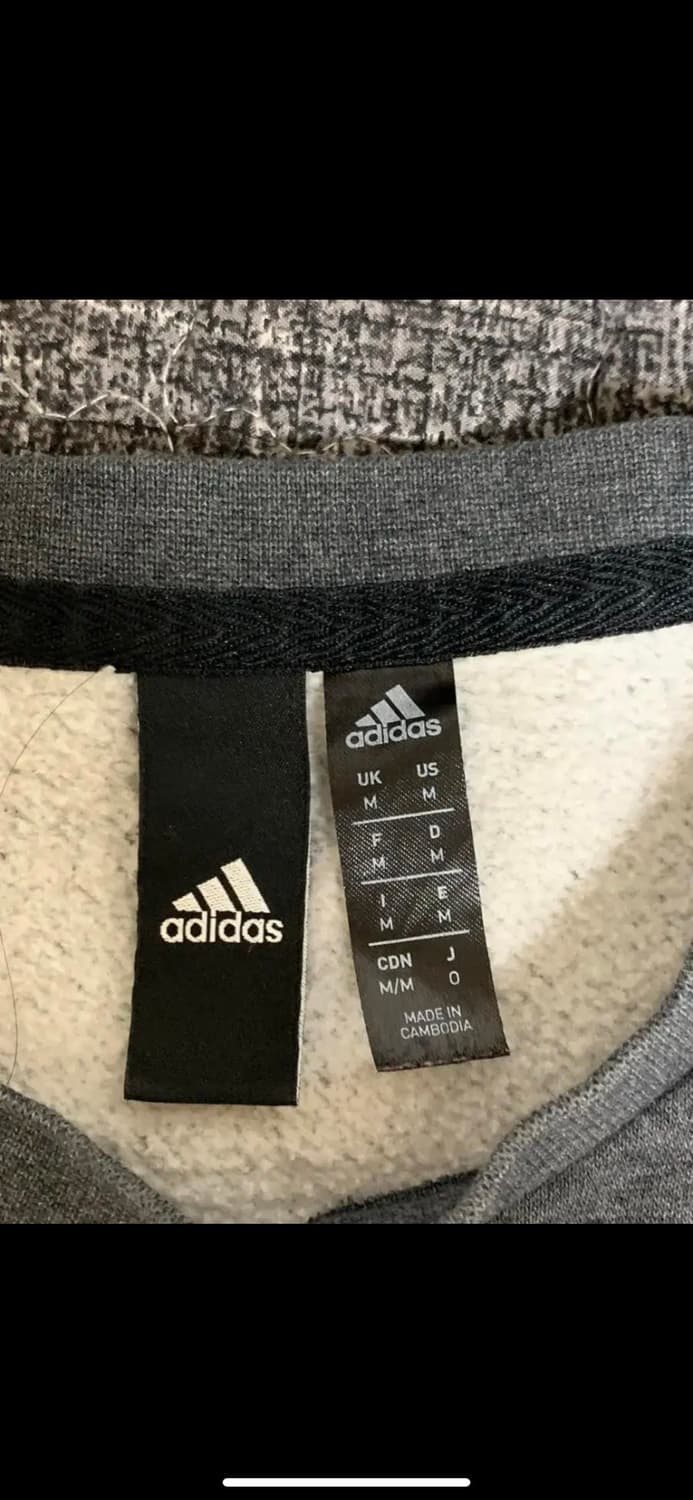 adidas
adidas
UK US
M M
F D
M M
I E
M M
CDN J
M/M O
MADE IN
CAMBODIA